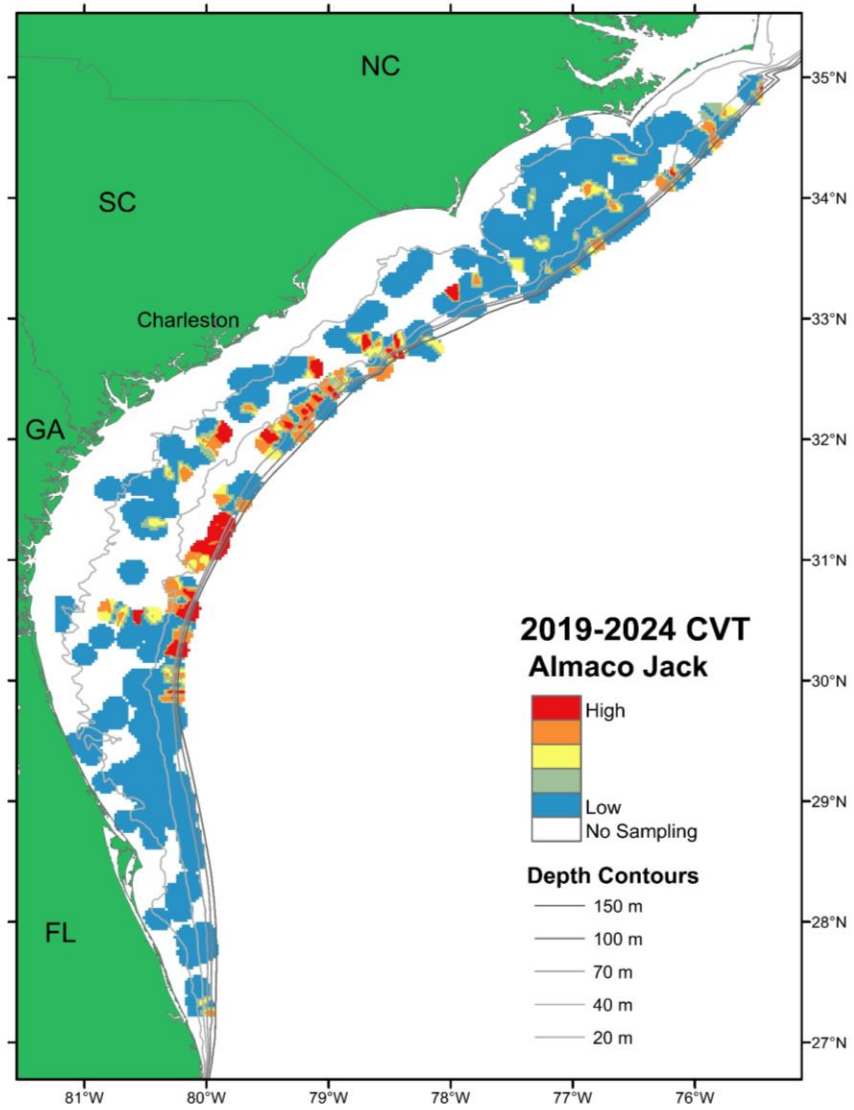 NC
35°N
SC
34°N
Charleston
33°N
GA
32°N
31°N
2019-2024 CVT
Almaco Jack
30°N
High
Low
No Sampling
29°N
Depth Contours
150 m
100 m
FL
28°N
70 m
40 m
20 m
27°N
81°W 80°W 79°W 78°W 77°W 76°W